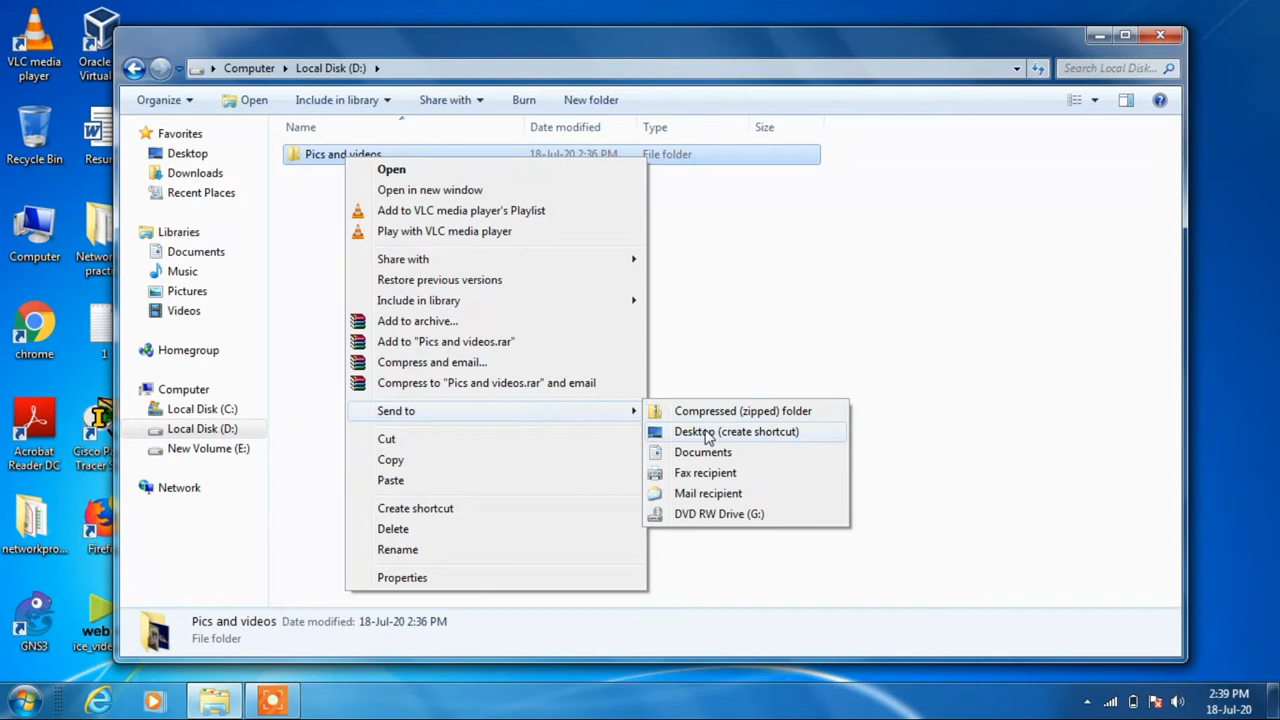 VLC media
player
Oracle
Virtual
Recycle Bin
Resur
Computer
Network
practi
chrome
1
Acrobat
Reader DC
Cisco Pa
Tracer S
networkpro...
Firef
GNS3
web
ice_vide
Computer
Local Disk (D:)
Search Local Disk...
Organize
Open
Include in library
Share with
Burn
New folder
Favorites
Desktop
Downloads
Recent Places
Libraries
Documents
Music
Pictures
Videos
Homegroup
Computer
Local Disk (C:)
Local Disk (D:)
New Volume (E:)
Network
Name
Date modified
Type
Size
Pics and videos
18-Jul-20 2:36 PM
File folder
Open
Open in new window
Add to VLC media player's Playlist
Play with VLC media player
Share with
Restore previous versions
Include in library
Add to archive...
Add to "Pics and videos.rar"
Compress and email...
Compress to "Pics and videos.rar" and email
Send to
Cut
Copy
Paste
Create shortcut
Delete
Rename
Properties
Compressed (zipped) folder
Desktop (create shortcut)
Documents
Fax recipient
Mail recipient
DVD RW Drive (G:)
Pics and videos Date modified: 18-Jul-20 2:36 PM
File folder
2:39 PM
18-Jul-20